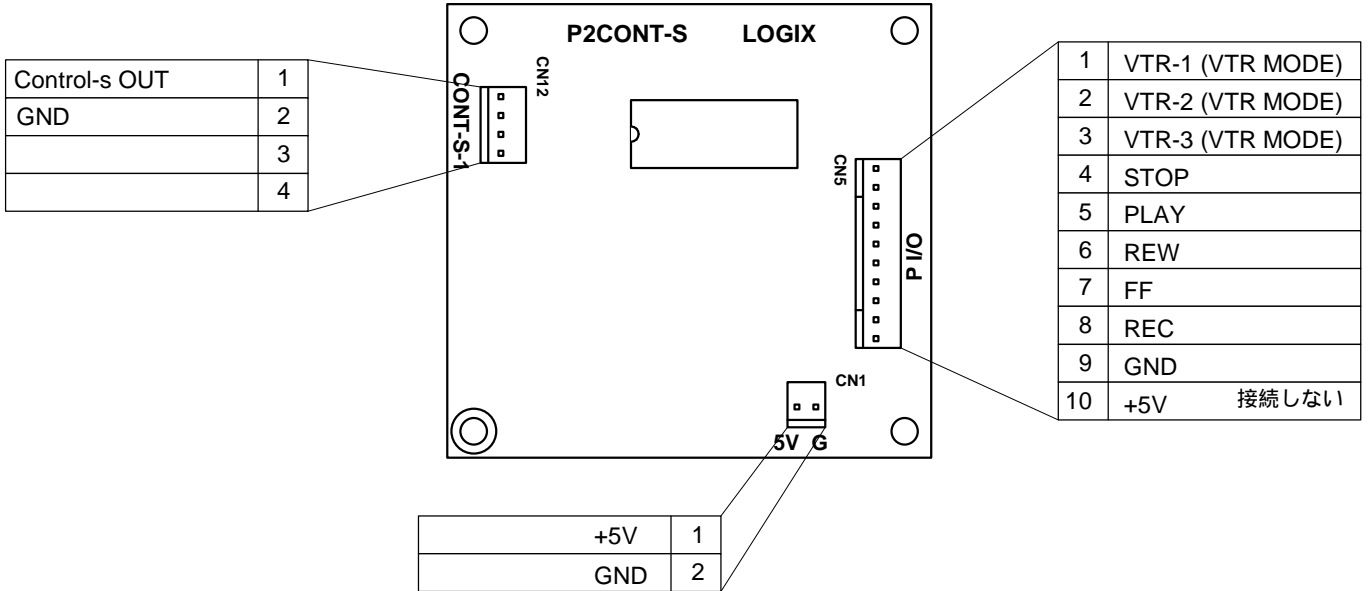 P2CONT-S LOGIX
Control-s OUT 1
GND 2
3
4
CN12
CONT-S-1
CN5
P I/O
1 VTR-1 (VTR MODE)
2 VTR-2 (VTR MODE)
3 VTR-3 (VTR MODE)
4 STOP
5 PLAY
6 REW
7 FF
8 REC
9 GND
10 +5V 接続しない
CN1
5V G
+5V 1
GND 2